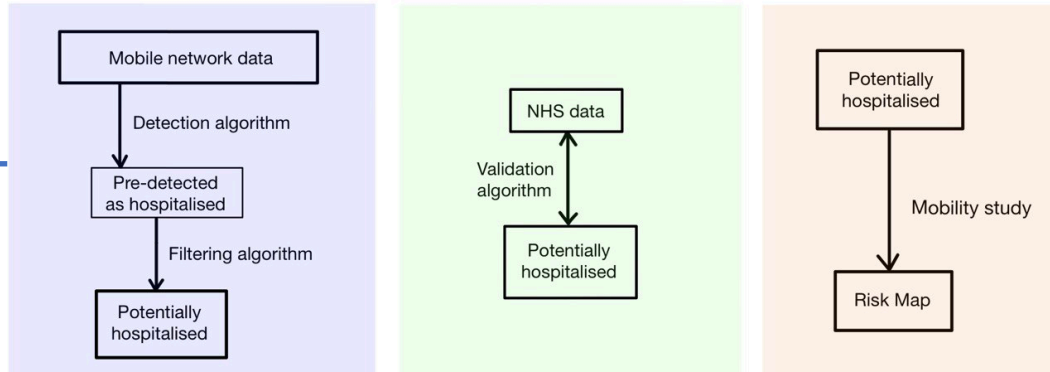 Mobile network data
Detection algorithm
Pre-detected
as hospitalised
Filtering algorithm
Potentially
hospitalised
NHS data
Validation
algorithm
Potentially
hospitalised
Potentially
hospitalised
Mobility study
Risk Map